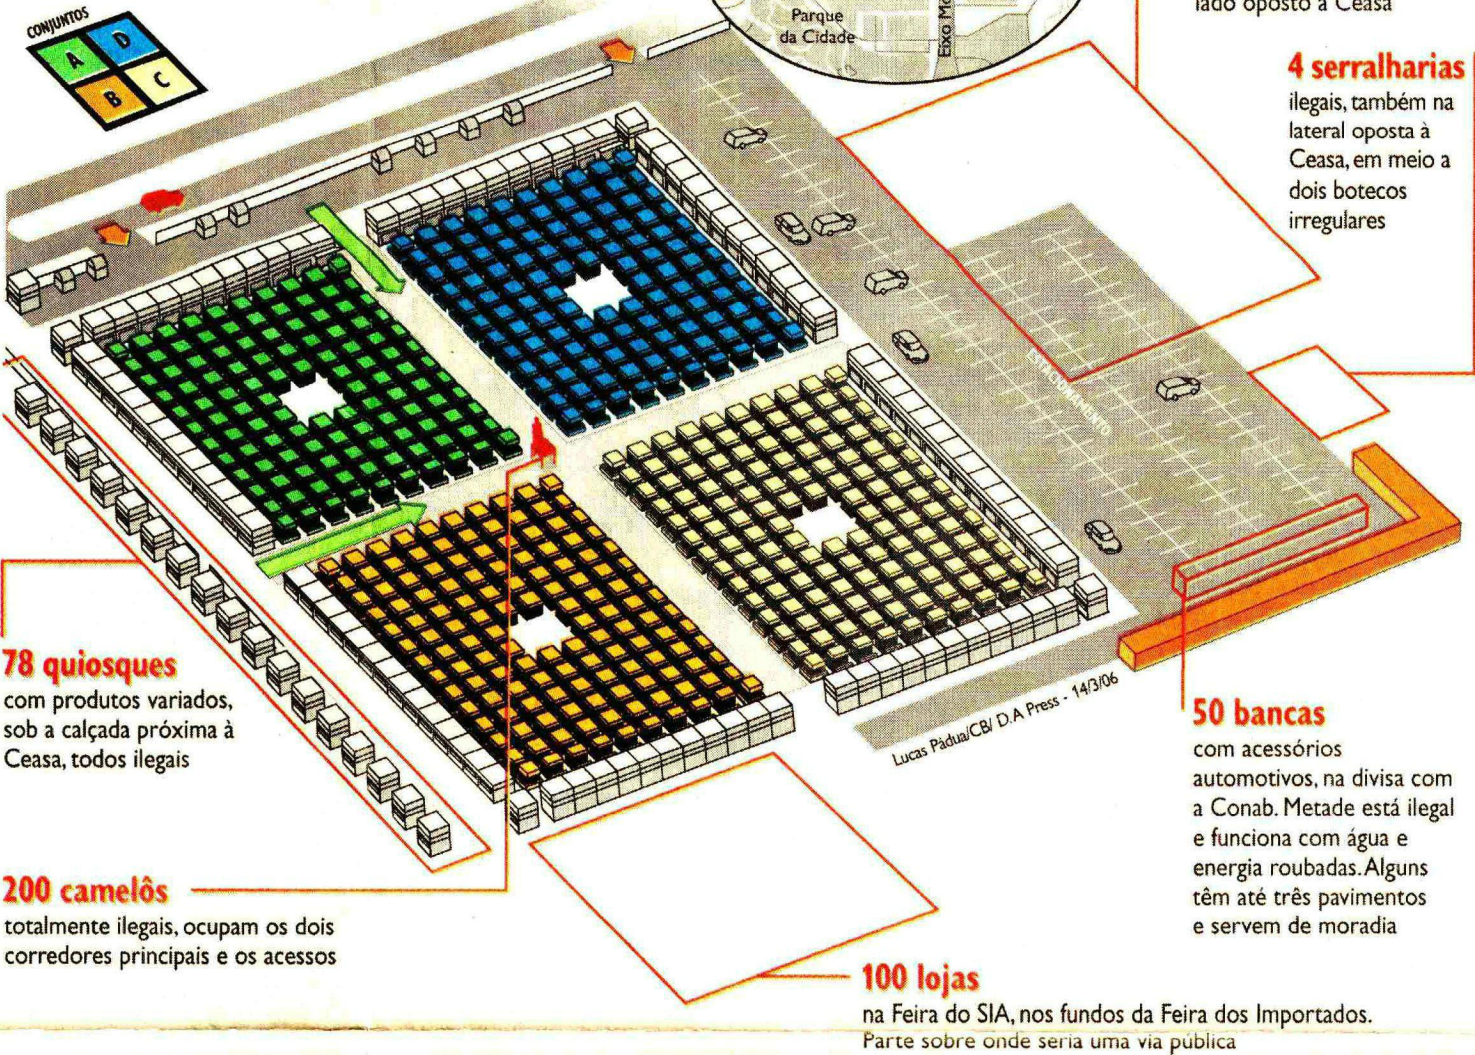 CONJUNTOS
A
D
B
C
Parque
da Cidade
lado oposto à Ceasa
4 serralharias
ilegais, também na
lateral oposta à
Ceasa, em meio a
dois botecos
irregulares
ESTACIONAMENTO
78 quiosques
com produtos variados,
sob a calçada próxima à
Ceasa, todos ilegais
200 camelôs
totalmente ilegais, ocupam os dois
corredores principais e os acessos
Lucas Pádua/CB/ D.A Press - 14/3/06
50 bancas
com acessórios
automotivos, na divisa com
a Conab. Metade está ilegal
e funciona com água e
energia roubadas. Alguns
têm até três pavimentos
e servem de moradia
100 lojas
na Feira do SIA, nos fundos da Feira dos Importados.
Parte sobre onde seria uma via pública